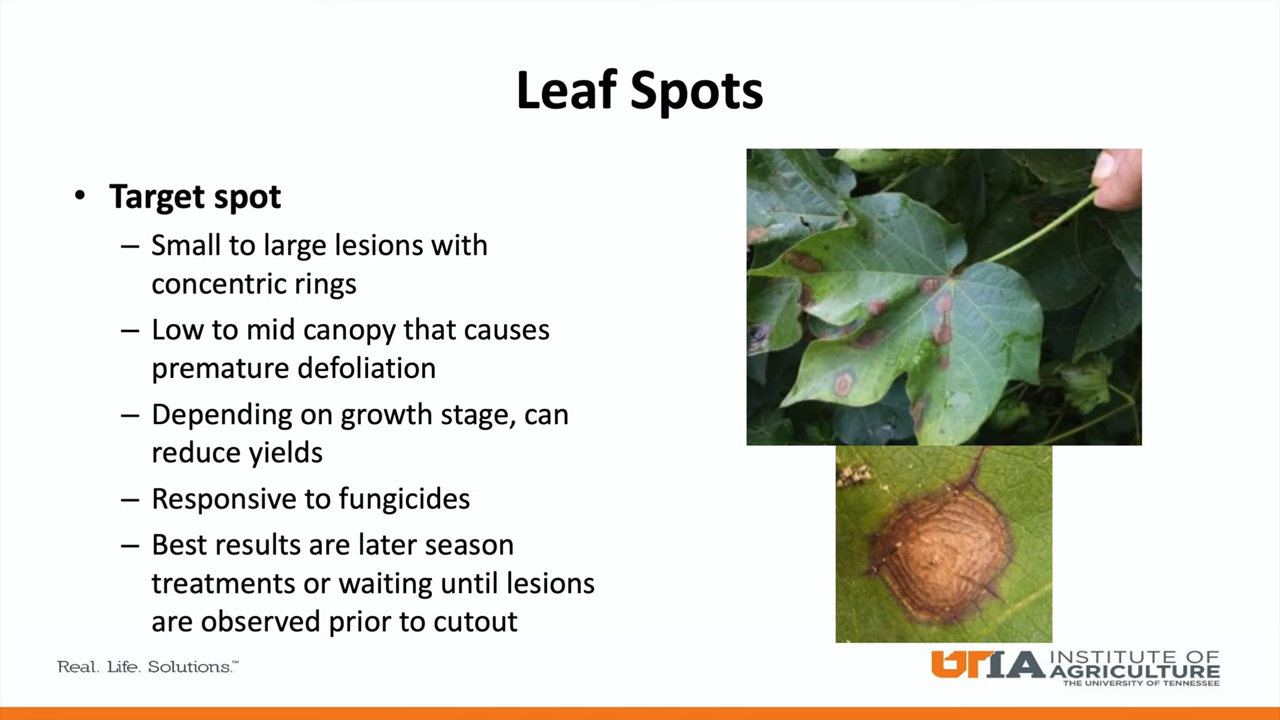 Leaf Spots
• Target spot
– Small to large lesions with
concentric rings
– Low to mid canopy that causes
premature defoliation
– Depending on growth stage, can
reduce yields
– Responsive to fungicides
– Best results are later season
treatments or waiting until lesions
are observed prior to cutout
Real. Life. Solutions.™
UTIA INSTITUTE OF
AGRICULTURE
THE UNIVERSITY OF TENNESSEE